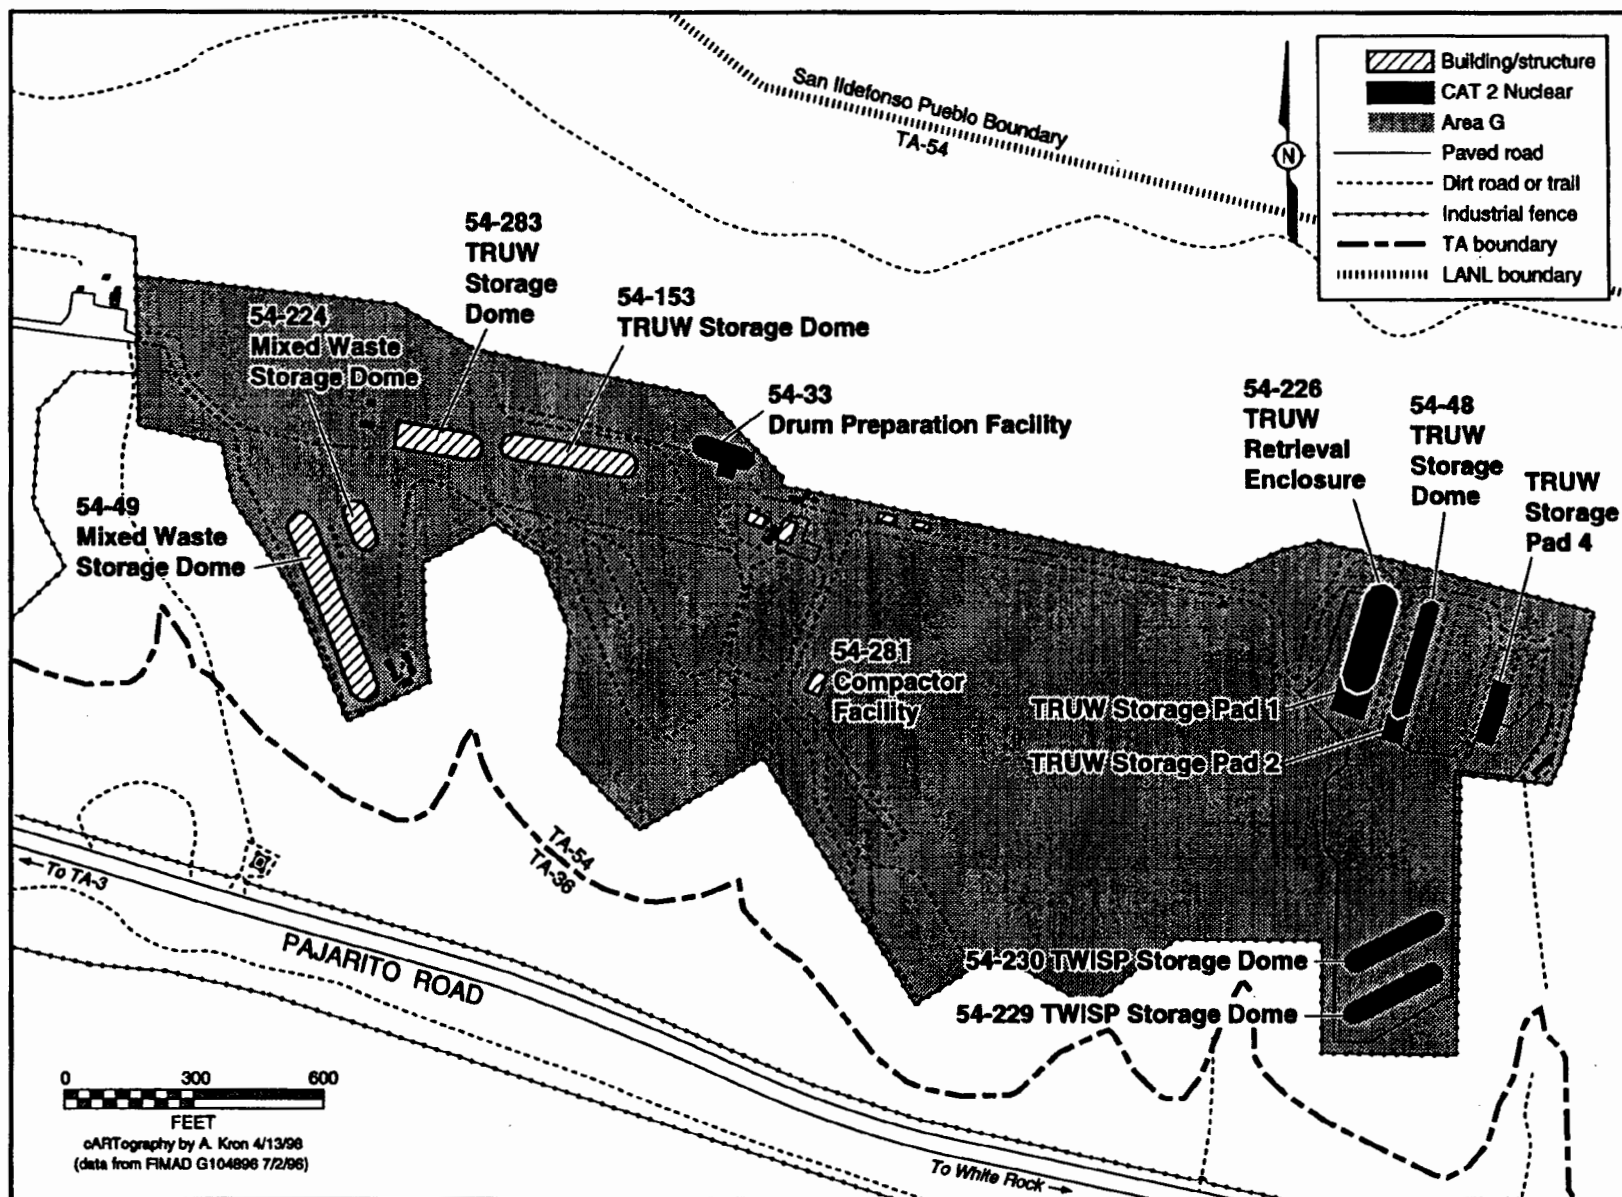 San Ildefonso Pueblo Boundary
TA-54
N
Building/structure
CAT 2 Nuclear
Area G
Paved road
Dirt road or trail
Industrial fence
TA boundary
LANL boundary
54-283
TRUW
Storage
Dome
54-153
TRUW Storage Dome
54-224
Mixed Waste
Storage Dome
54-33
Drum Preparation Facility
54-226
TRUW
Retrieval
Enclosure
54-48
TRUW
Storage
Dome
TRUW
Storage
Pad 4
54-49
Mixed Waste
Storage Dome
54-281
Compactor
Facility
TRUW Storage Pad 1
TRUW Storage Pad 2
TA-54
TA-36
To TA-3
PAJARITO ROAD
54-230 TWISP Storage Dome
54-229 TWISP Storage Dome
0 300 600
FEET
cARTography by A. Kron 4/13/98
(data from FIMAD G104896 7/2/96)
To White Rock